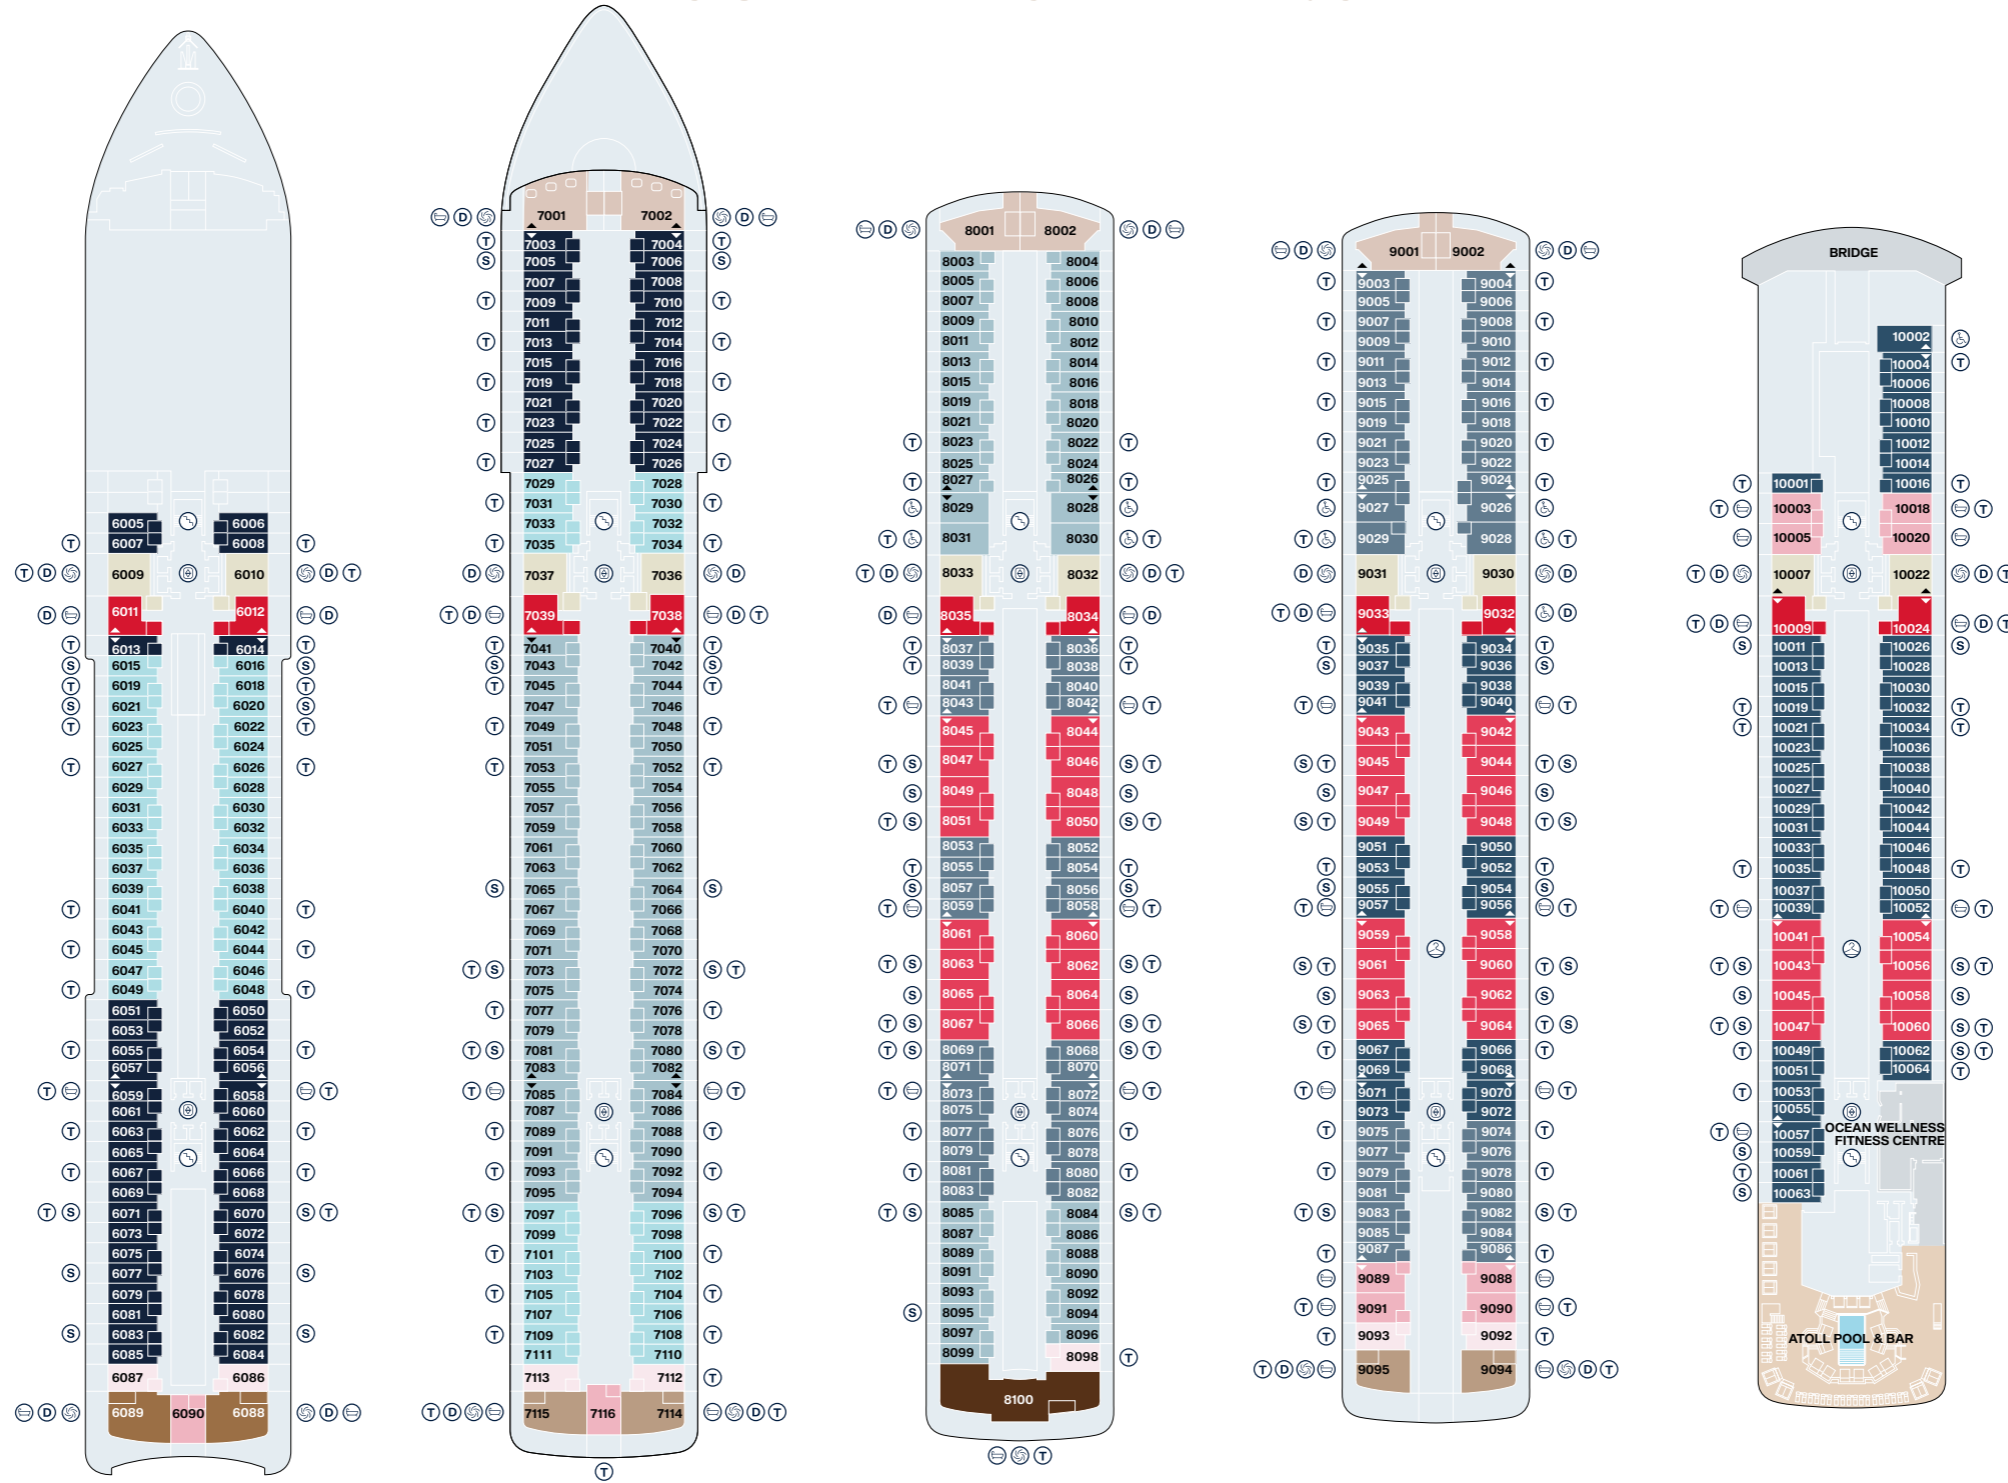 6005 6006
T 6007 6008 T
T D 6009 6010 D T
D 6011 6012 D
T 6013 6014 T
S 6015 6016 S
T 6019 6018 T
S 6021 6020 S
T 6023 6022 T
6025 6024
T 6027 6026 T
6029 6028
6031 6030
6033 6032
6035 6034
6037 6036
6039 6038
T 6041 6040 T
6043 6042
T 6045 6044 T
6047 6046
T 6049 6048 T
6051 6050
6053 6052
T 6055 6054 T
6057 6056
T 6059 6058 T
6061 6060
T 6063 6062 T
6065 6064
T 6067 6066 T
6069 6068
T S 6071 6070 S T
6073 6072
6075 6074
S 6077 6076 S
6079 6078
6081 6080
S 6083 6082 S
6085 6084
6087 6086
D 6089 6090 6088 D
D 7001 7002 D
T 7003 7004 T
S 7005 7006 S
7007 7008
T 7009 7010 T
7011 7012
T 7013 7014 T
7015 7016
T 7019 7018 T
7021 7020
T 7023 7022 T
7025 7024
T 7027 7026 T
7029 7028
T 7031 7030 T
7033 7032
T 7035 7034 T
D 7037 7036 D
T D 7039 7038 D T
T 7041 7040 T
S 7043 7042 S
T 7045 7044 T
7047 7046
T 7049 7048 T
7051 7050
T 7053 7052 T
7055 7054
7057 7056
7059 7058
7061 7060
7063 7062
S 7065 7064 S
7067 7066
7069 7068
7071 7070
T S 7073 7072 S T
7075 7074
T 7077 7076 T
7079 7078
T S 7081 7080 S T
7083 7082
T 7085 7084 T
7087 7086
T 7089 7088 T
7091 7090
T 7093 7092 T
7095 7094
T S 7097 7096 S T
7099 7098
T 7101 7100 T
7103 7102
T 7105 7104 T
7107 7106
T 7109 7108 T
7111 7110
7113 7112 T
T D 7115 7116 7114 D T
T
D 8001 8002 D
8003 8004
8005 8006
8007 8008
8009 8010
8011 8012
8013 8014
8015 8016
8019 8018
8021 8020
T 8023 8022 T
8025 8024
T 8027 8026 T
8029 8028
T 8031 8030 T
T D 8033 8032 D T
D 8035 8034 D
T 8037 8036 T
T 8039 8038 T
8041 8040
T 8043 8042 T
8045 8044
T S 8047 8046 S T
S 8049 8048 S
T S 8051 8050 S T
8053 8052
T 8055 8054 T
S 8057 8056 S
T 8059 8058 T
8061 8060
T S 8063 8062 S T
S 8065 8064 S
T S 8067 8066 S T
T S 8069 8068 S T
8071 8070
T 8073 8072 T
8075 8074
T 8077 8076 T
8079 8078
T 8081 8080 T
8083 8082
T S 8085 8084 S T
8087 8086
8089 8088
8091 8090
8093 8092
S 8095 8094
8097 8096
8099 8098 T
8100
T
D 9001 9002 D
T 9003 9004 T
9005 9006
T 9007 9008 T
9009 9010
T 9011 9012 T
9013 9014
T 9015 9016 T
9019 9018
T 9021 9020 T
9023 9022
T 9025 9024 T
9027 9026
T 9029 9028 T
D 9031 9030 D
T D 9033 9032 D
T 9035 9034 T
S 9037 9036 S
9039 9038
T 9041 9040 T
9043 9042
S T 9045 9044 T S
S 9047 9046 S
S T 9049 9048 T S
9051 9050
T 9053 9052 T
S 9055 9054 S
T 9057 9056 T
9059 9058
S T 9061 9060 T S
S 9063 9062 S
S T 9065 9064 T S
T 9067 9066 T
9069 9068
T 9071 9070 T
9073 9072
T 9075 9074 T
9077 9076
T 9079 9078 T
9081 9080
T S 9083 9082 S T
9085 9084
T 9087 9086 T
9089 9088
T 9091 9090 T
T 9093 9092 T
T D 9095 9094 D T
BRIDGE
10002
10004 T
10006
10008
10010
10012
10014
T 10001 10016 T
T 10003 10018 T
10005 10020
T D 10007 10022 D T
T D 10009 10024 D T
S 10011 10026 S
10013 10028
10015 10030
T 10019 10032 T
T 10021 10034 T
10023 10036
10025 10038
10027 10040
10029 10042
10031 10044
10033 10046
T 10035 10048 T
10037 10050
T 10039 10052 T
10041 10054
T S 10043 10056 S T
S 10045 10058 S
T S 10047 10060 S T
T 10049 10062 S T
10051 10064 T
T 10053
10055
T 10057
S 10059
T 10061
S 10063
OCEAN WELLNESS
FITNESS CENTRE
ATOLL POOL & BAR